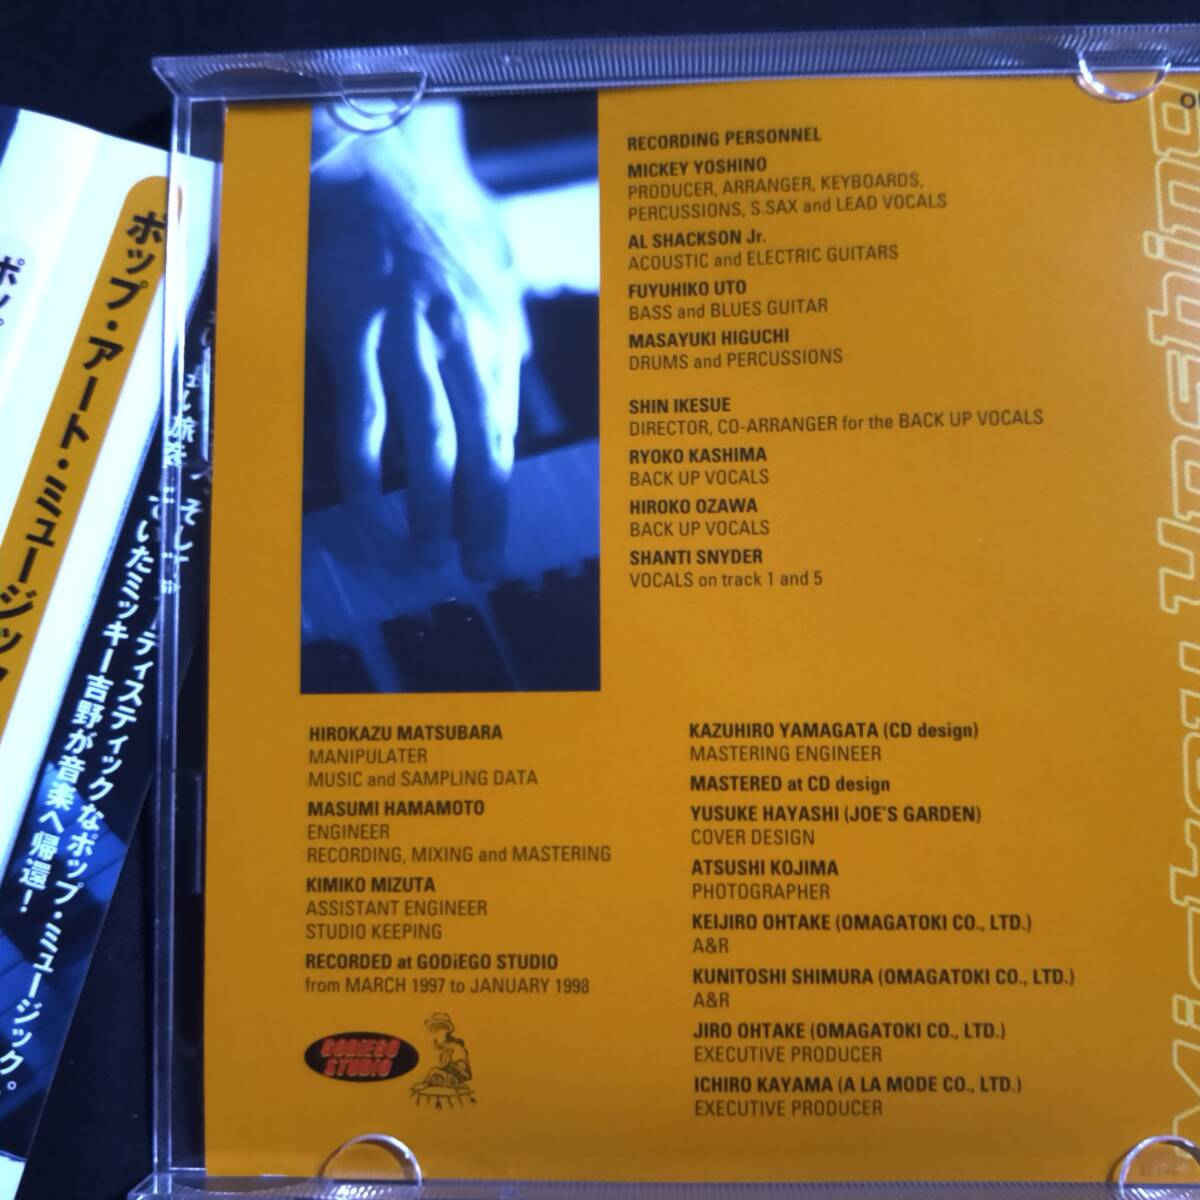 RECORDING PERSONNEL
MICKEY YOSHINO
PRODUCER, ARRANGER, KEYBOARDS,
PERCUSSIONS, S.SAX and LEAD VOCALS
AL SHACKSON Jr.
ACOUSTIC and ELECTRIC GUITARS
FUYUHIKO UTO
BASS and BLUES GUITAR
MASAYUKI HIGUCHI
DRUMS and PERCUSSIONS
SHIN IKESUE
DIRECTOR, CO-ARRANGER for the BACK UP VOCALS
RYOKO KASHIMA
BACK UP VOCALS
HIROKO OZAWA
BACK UP VOCALS
SHANTI SNYDER
VOCALS on track 1 and 5
HIROKAZU MATSUBARA
MANIPULATER
MUSIC and SAMPLING DATA
MASUMI HAMAMOTO
ENGINEER
RECORDING, MIXING and MASTERING
KIMIKO MIZUTA
ASSISTANT ENGINEER
STUDIO KEEPING
RECORDED at GODiEGO STUDIO
from MARCH 1997 to JANUARY 1998
GODiEGO
STUDIO
KAZUHIRO YAMAGATA (CD design)
MASTERING ENGINEER
MASTERED at CD design
YUSUKE HAYASHI (JOE'S GARDEN)
COVER DESIGN
ATSUSHI KOJIMA
PHOTOGRAPHER
KEIJIRO OHTAKE (OMAGATOKI CO., LTD.)
A&R
KUNITOSHI SHIMURA (OMAGATOKI CO., LTD.)
A&R
JIRO OHTAKE (OMAGATOKI CO., LTD.)
EXECUTIVE PRODUCER
ICHIRO KAYAMA (A LA MODE CO., LTD.)
EXECUTIVE PRODUCER
Mickey Yoshino
ポップ・アート・ミュージック
ティスティックなポップ・ミュージック。
いたミッキー吉野が音楽へ帰還!